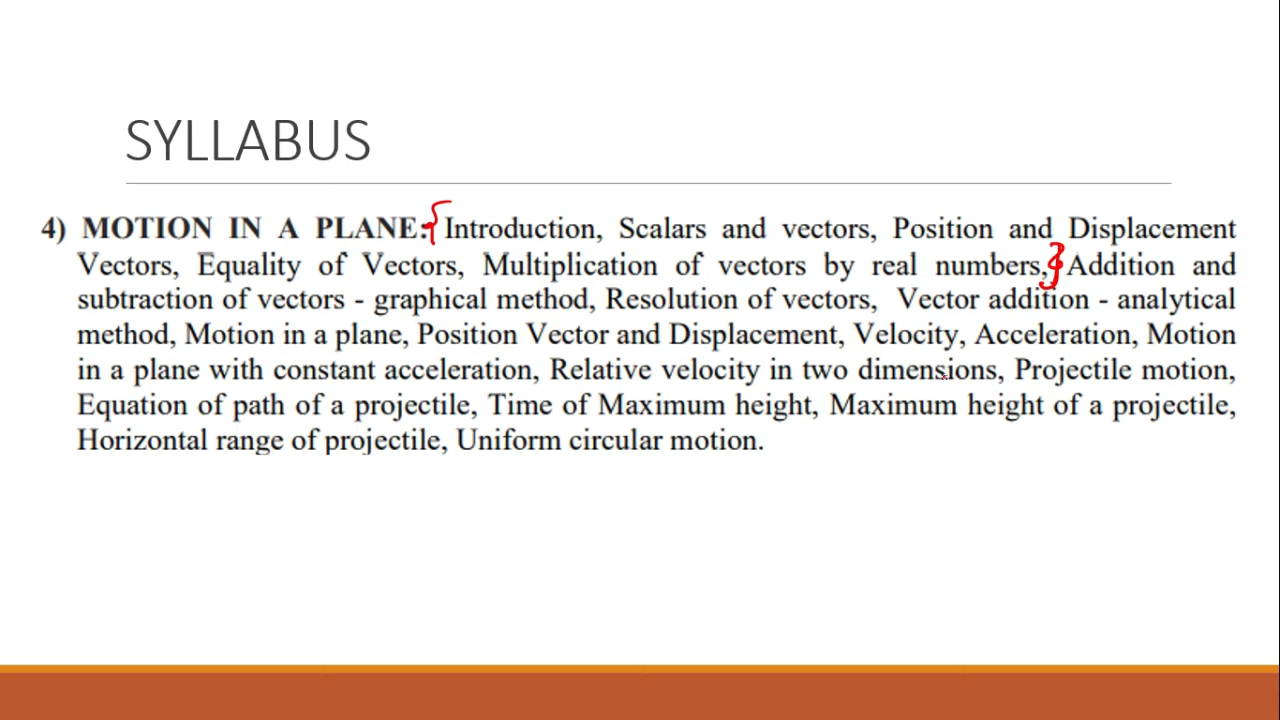 SYLLABUS
4) MOTION IN A PLANE: Introduction, Scalars and vectors, Position and Displacement
Vectors, Equality of Vectors, Multiplication of vectors by real numbers, Addition and
subtraction of vectors - graphical method, Resolution of vectors, Vector addition - analytical
method, Motion in a plane, Position Vector and Displacement, Velocity, Acceleration, Motion
in a plane with constant acceleration, Relative velocity in two dimensions, Projectile motion,
Equation of path of a projectile, Time of Maximum height, Maximum height of a projectile,
Horizontal range of projectile, Uniform circular motion.